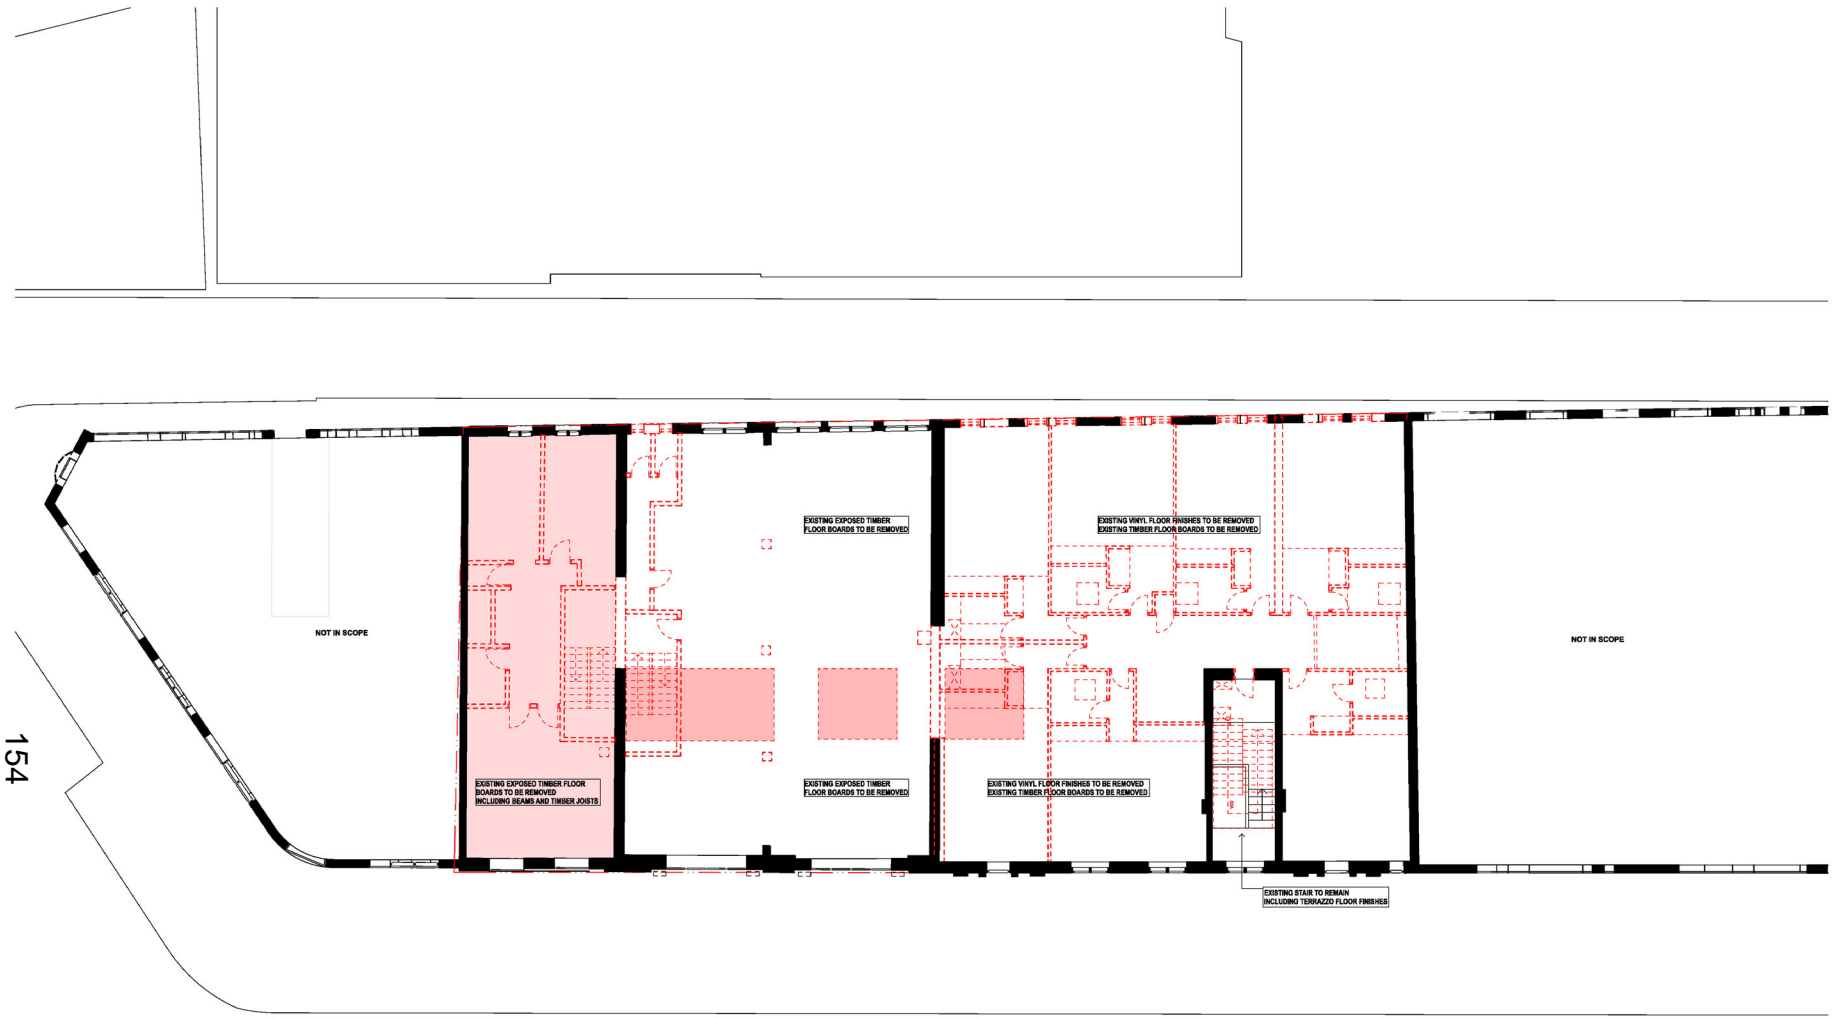 EXISTING EXPOSED TIMBER
FLOOR BOARDS TO BE REMOVED
EXISTING VINYL FLOOR FINISHES TO BE REMOVED
EXISTING TIMBER FLOOR BOARDS TO BE REMOVED
NOT IN SCOPE
NOT IN SCOPE
154
EXISTING EXPOSED TIMBER FLOOR
BOARDS TO BE REMOVED
INCLUDING BEAMS AND TIMBER JOISTS
EXISTING EXPOSED TIMBER
FLOOR BOARDS TO BE REMOVED
EXISTING VINYL FLOOR FINISHES TO BE REMOVED
EXISTING TIMBER FLOOR BOARDS TO BE REMOVED
EXISTING STAIR TO REMAIN
INCLUDING TERRAZZO FLOOR FINISHES